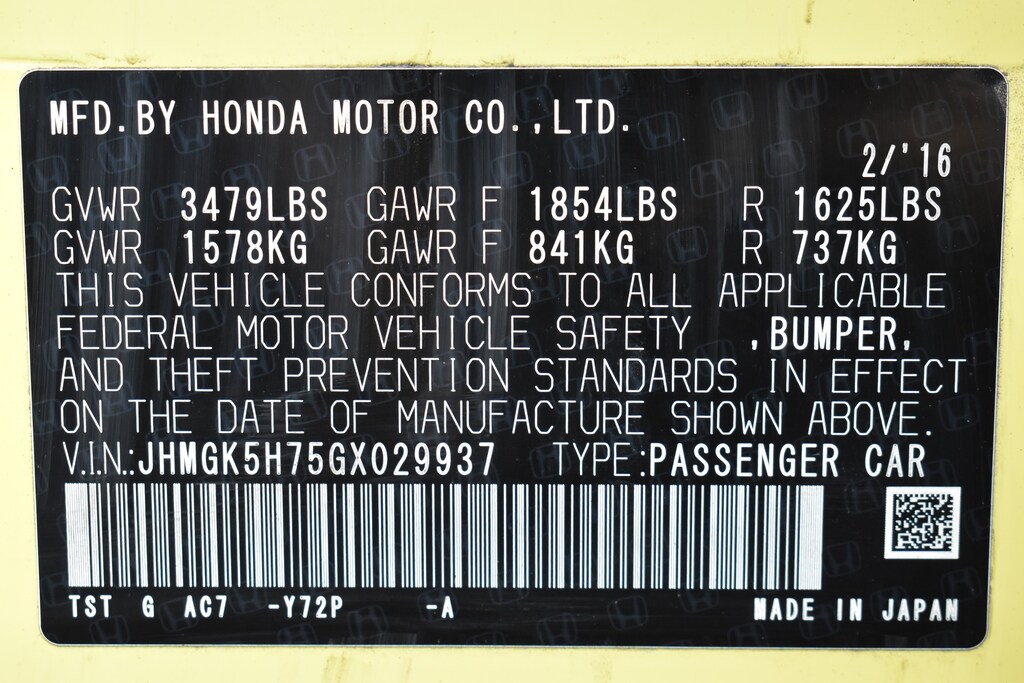 MFD. BY HONDA MOTOR CO.,LTD.
2/'16
GVWR 3479LBS GAWR F 1854LBS R 1625LBS
GVWR 1578KG GAWR F 841KG R 737KG
THIS VEHICLE CONFORMS TO ALL APPLICABLE
FEDERAL MOTOR VEHICLE SAFETY ,BUMPER,
AND THEFT PREVENTION STANDARDS IN EFFECT
ON THE DATE OF MANUFACTURE SHOWN ABOVE.
V.I.N.:JHMGK5H75GX029937 TYPE:PASSENGER CAR
TST G AC7 -Y72P -A MADE IN JAPAN